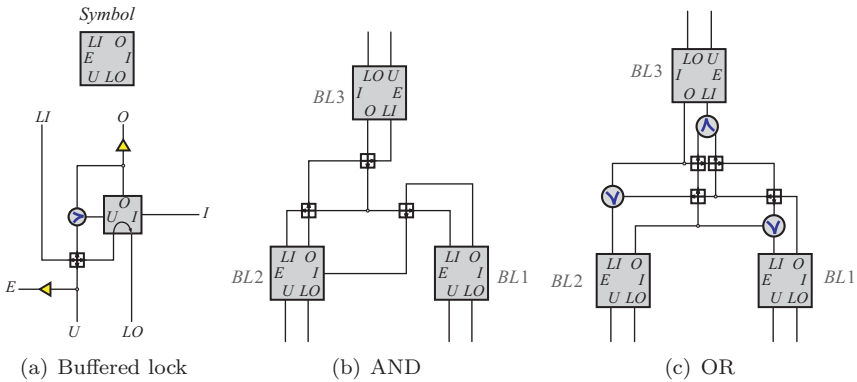 Symbol
LI O
E I
U LO
LI O
O
U I
I
E
U LO
(a) Buffered lock
BL3
LO U
I E
O LI
BL2
LI O
E I
U LO
LI O
E I
U LO
BL1
(b) AND
BL3
LO U
I E
O LI
BL2
LI O
E I
U LO
LI O
E I
U LO
BL1
(c) OR